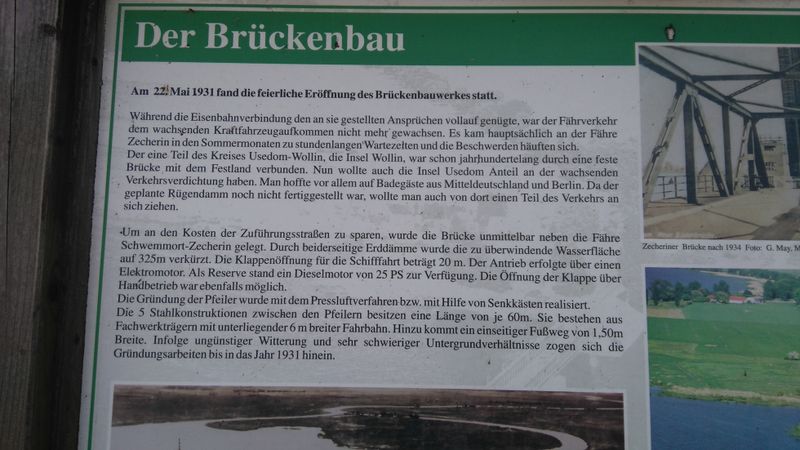 Der Brückenbau
Am 22. Mai 1931 fand die feierliche Eröffnung des Brückenbauwerkes statt.
Während die Eisenbahnverbindung den an sie gestellten Ansprüchen vollauf genügte, war der Fährverkehr
dem wachsenden Kraftfahrzeugaufkommen nicht mehr gewachsen. Es kam hauptsächlich an der Fähre
Zecherin in den Sommermonaten zu stundenlangen Wartezelten und die Beschwerden häuften sich.
Der eine Teil des Kreises Usedom-Wollin, die Insel Wollin, war schon jahrhundertelang durch eine feste
Brücke mit dem Festland verbunden. Nun wollte auch die Insel Usedom Anteil an der wachsenden
Verkehrsverdichtung haben. Man hoffte vor allem auf Badegäste aus Mitteldeutschland und Berlin. Da der
geplante Rügendamm noch nicht fertiggestellt war, wollte man auch von dort einen Teil des Verkehrs an
sich ziehen.
Um an den Kosten der Zuführungsstraßen zu sparen, wurde die Brücke unmittelbar neben die Fähre
Schwemmort-Zecherin gelegt. Durch beiderseitige Erddämme wurde die zu überwindende Wasserfläche
auf 325m verkürzt. Die Klappenöffnung für die Schifffahrt beträgt 20 m. Der Antrieb erfolgte über einen
Elektromotor. Als Reserve stand ein Dieselmotor von 25 PS zur Verfügung. Die Öffnung der Klappe über
Handbetrieb war ebenfalls möglich.
Die Gründung der Pfeiler wurde mit dem Pressluftverfahren bzw. mit Hilfe von Senkkästen realisiert.
Die 5 Stahlkonstruktionen zwischen den Pfeilern besitzen eine Länge von je 60m. Sie bestehen aus
Fachwerkträgern mit unterliegender 6 m breiter Fahrbahn. Hinzu kommt ein einseitiger Fußweg von 1,50m
Breite. Infolge ungünstiger Witterung und sehr schwieriger Untergrundverhältnisse zogen sich die
Gründungsarbeiten bis in das Jahr 1931 hinein.
Zecheriner Brücke nach 1934 Foto: G. May, M